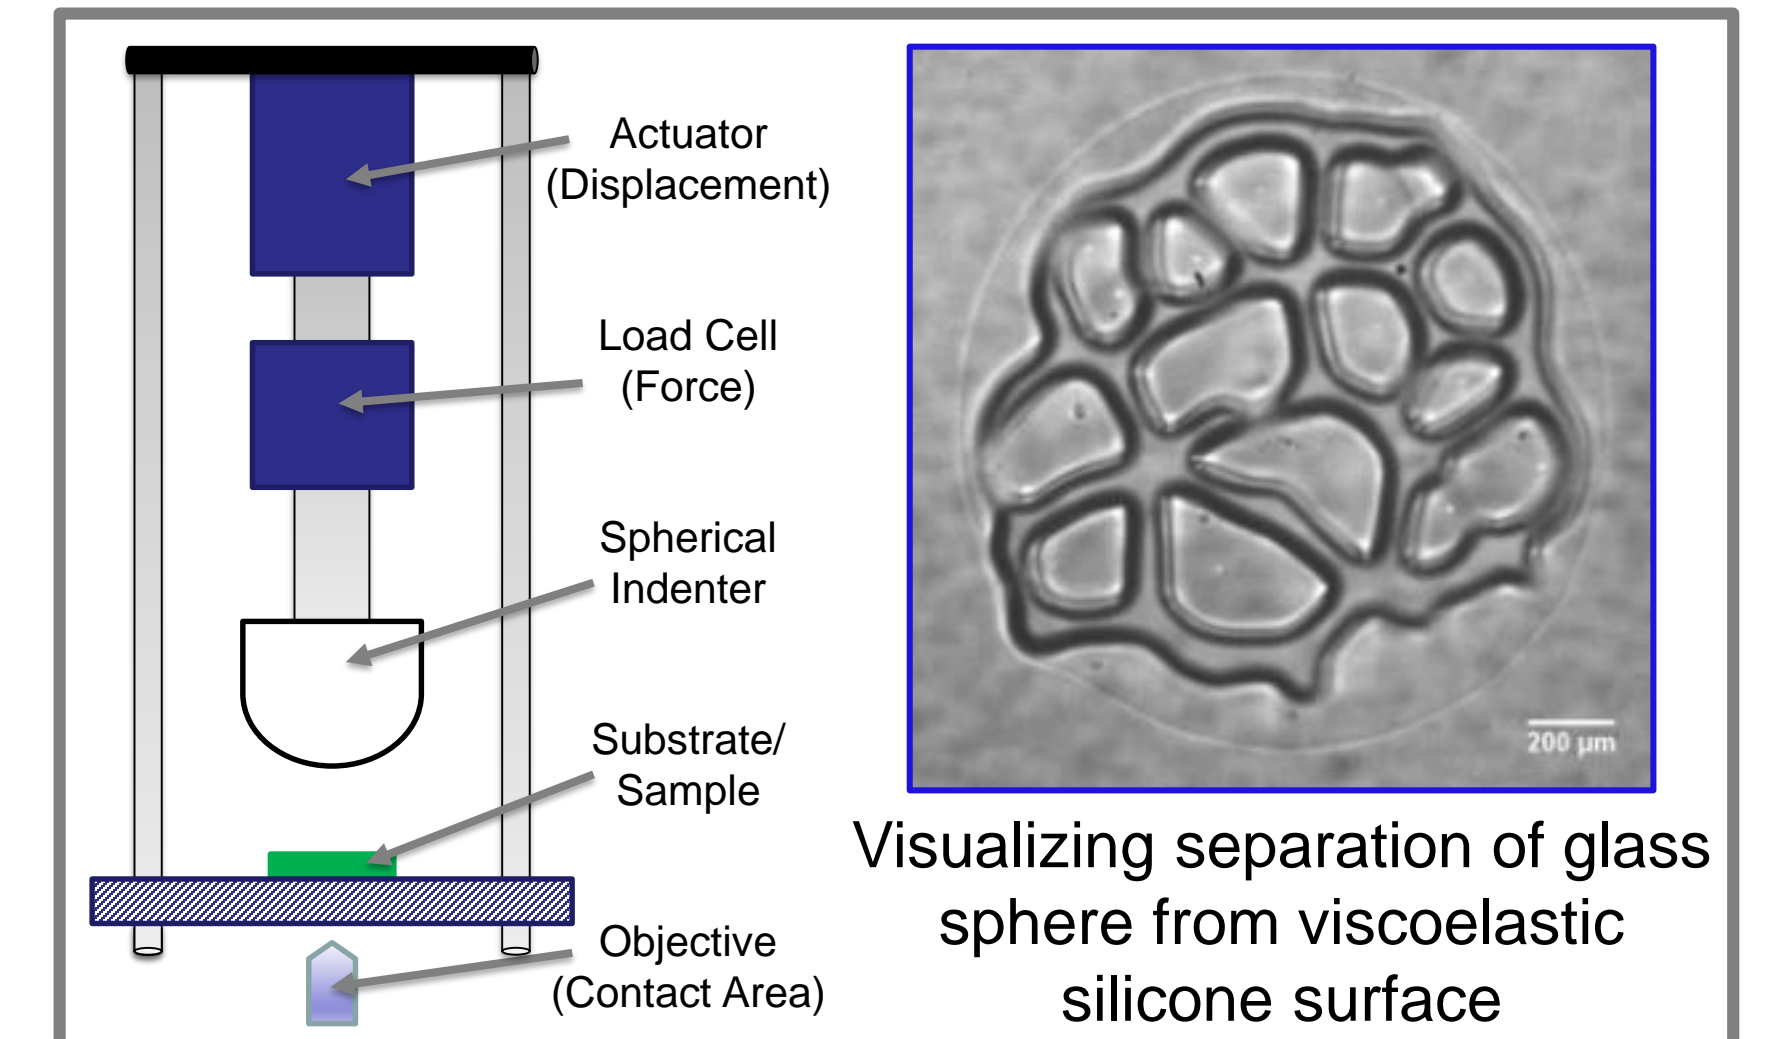 Actuator
(Displacement)
Load Cell
(Force)
Spherical
Indenter
Substrate/
Sample
Objective
(Contact Area)
200 µm
Visualizing separation of glass
sphere from viscoelastic
silicone surface